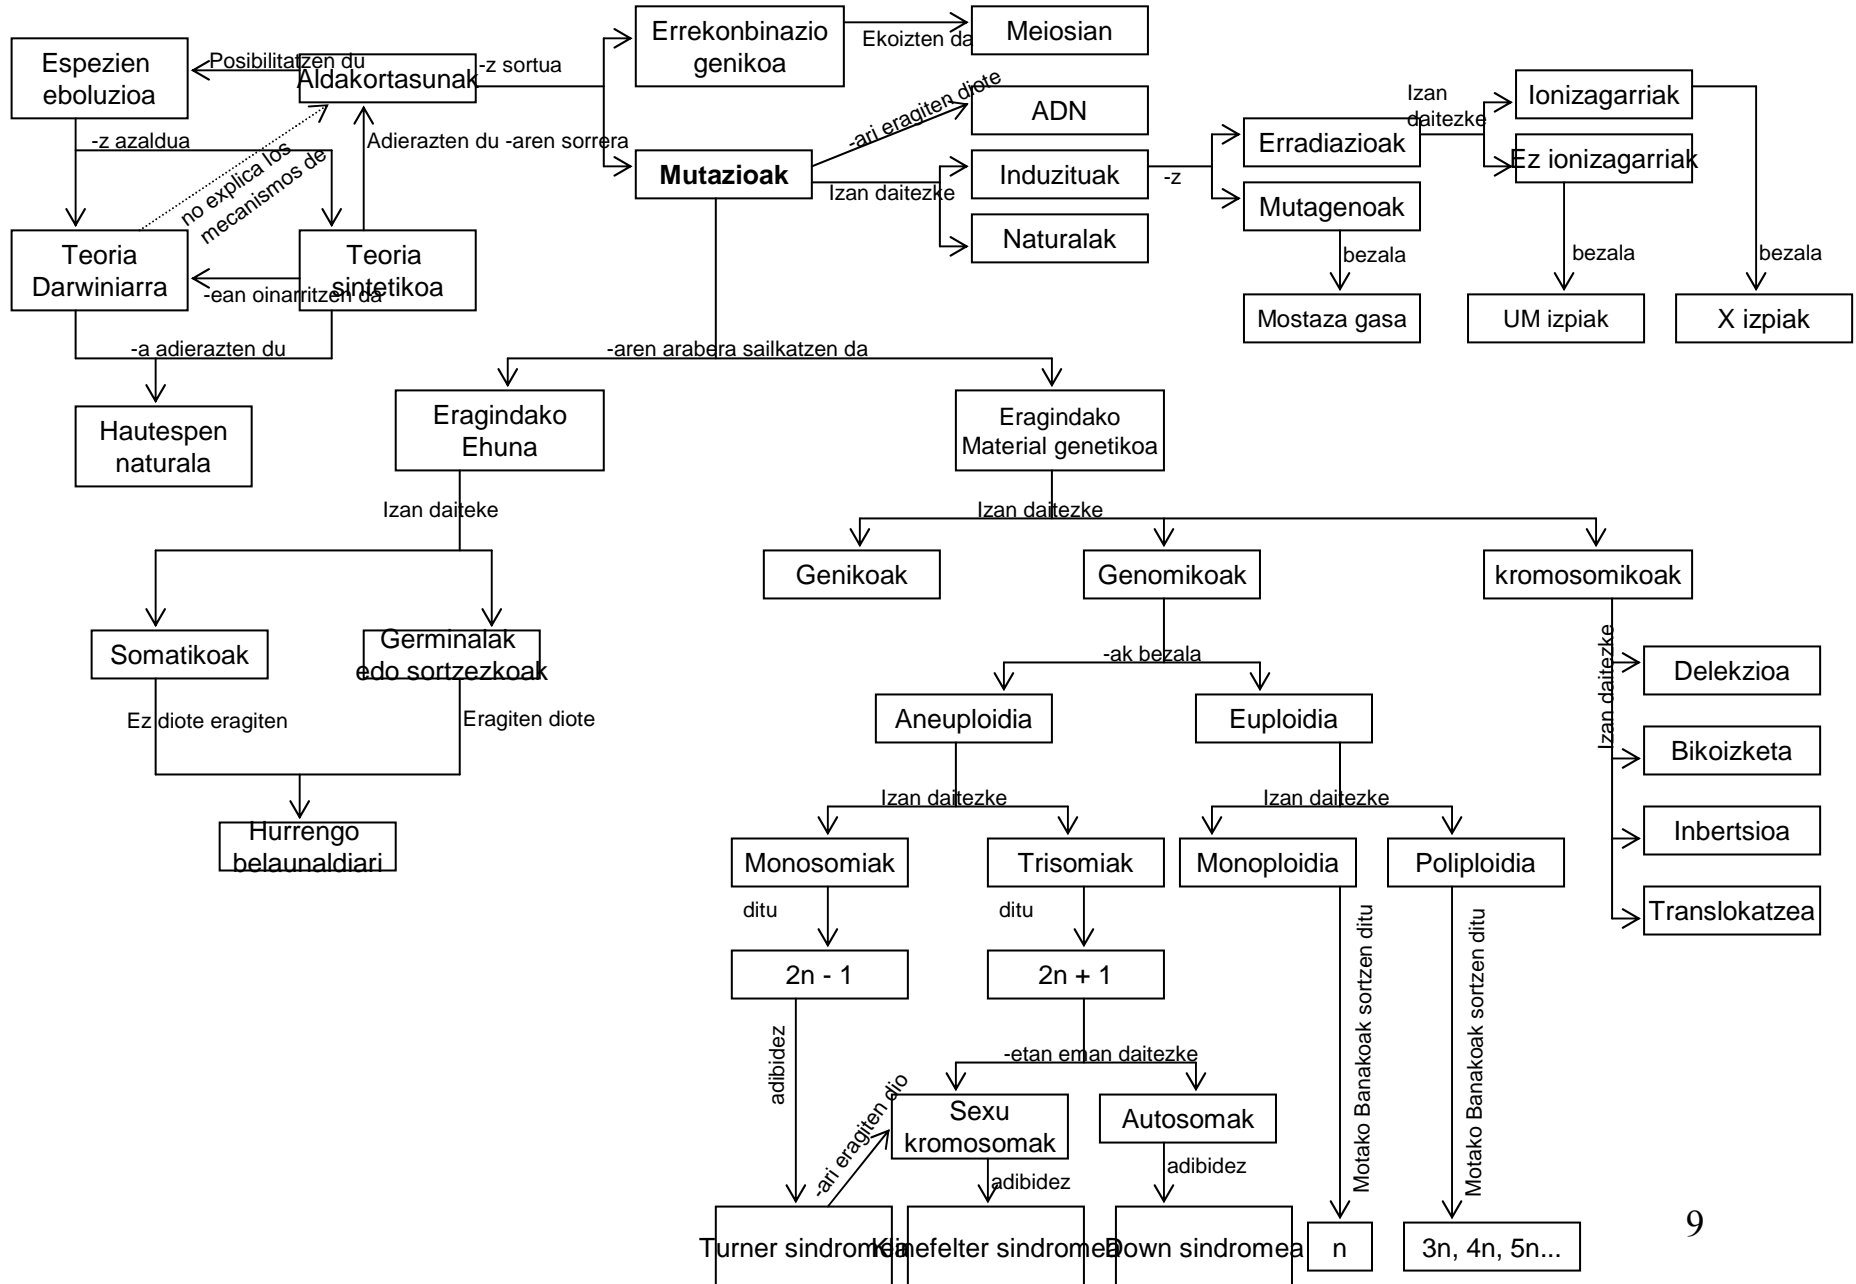 Espezien
eboluzioa
Posibilitatzen du
Aldakortasunak
-z sortua
Errekonbinazio
genikoa
Ekoizten da
Meiosian
-z azaldua
no explica los
mecanismos de
Adierazten du -aren sorrera
Mutazioak
-ari eragiten diote
ADN
Izan daitezke
Induzituak
Naturalak
-z
Erradiazioak
Mutagenoak
Izan
daitezke
Ionizagarriak
Ez ionizagarriak
bezala
bezala
bezala
Mostaza gasa
UM izpiak
X izpiak
Teoria
Darwiniarra
-ean oinarritzen da
Teoria
sintetikoa
-a adierazten du
Hautespen
naturala
-aren arabera sailkatzen da
Eragindako
Ehuna
Eragindako
Material genetikoa
Izan daiteke
Somatikoak
Germinalak
edo sortzezkoak
Ez diote eragiten
Eragiten diote
Hurrengo
belaunaldiari
Izan daitezke
Genikoak
Genomikoak
kromosomikoak
Izan daitezke
Delekzioa
Bikoizketa
Inbertsioa
Translokatzea
-ak bezala
Aneuploidia
Euploidia
Izan daitezke
Izan daitezke
Monosomiak
Trisomiak
Monoploidia
Poliploidia
ditu
ditu
2n - 1
2n + 1
Motako Banakoak sortzen ditu
Motako Banakoak sortzen ditu
adibidez
-etan eman daitezke
-ari eragiten dio
Sexu
kromosomak
Autosomak
adibidez
adibidez
Turner sindromea
Klinefelter sindromea
Down sindromea
n
3n, 4n, 5n...
9